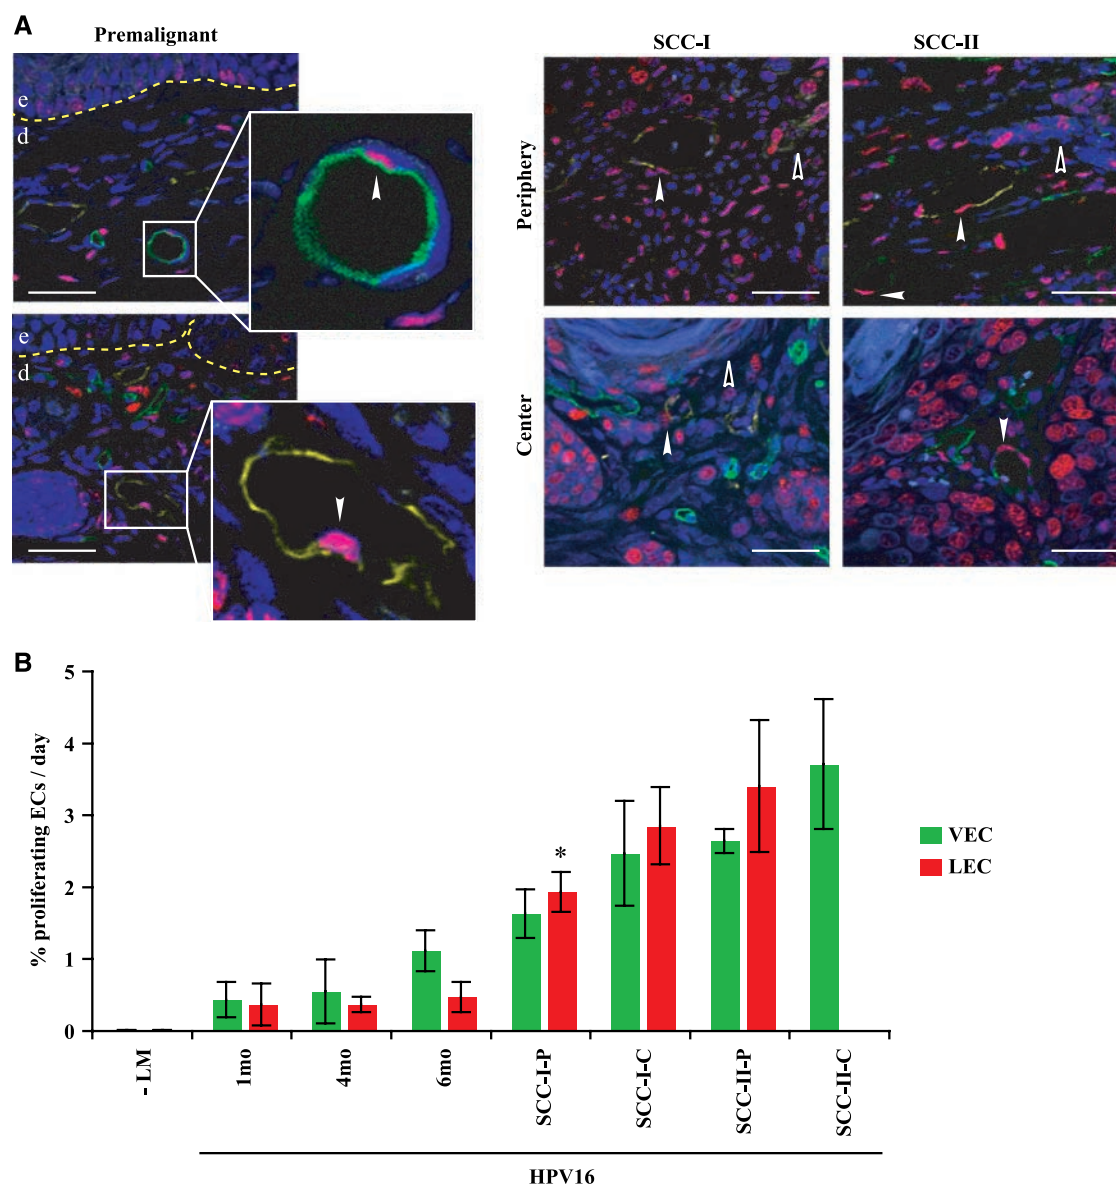 A
Premalignant
SCC-I
SCC-II
e
d
e
d
Periphery
Center
B
% proliferating ECs / day
5
4
3
2
1
0
- LM
1mo
4mo
6mo
SCC-I-P
SCC-I-C
SCC-II-P
SCC-II-C
*
VEC
LEC
HPV16